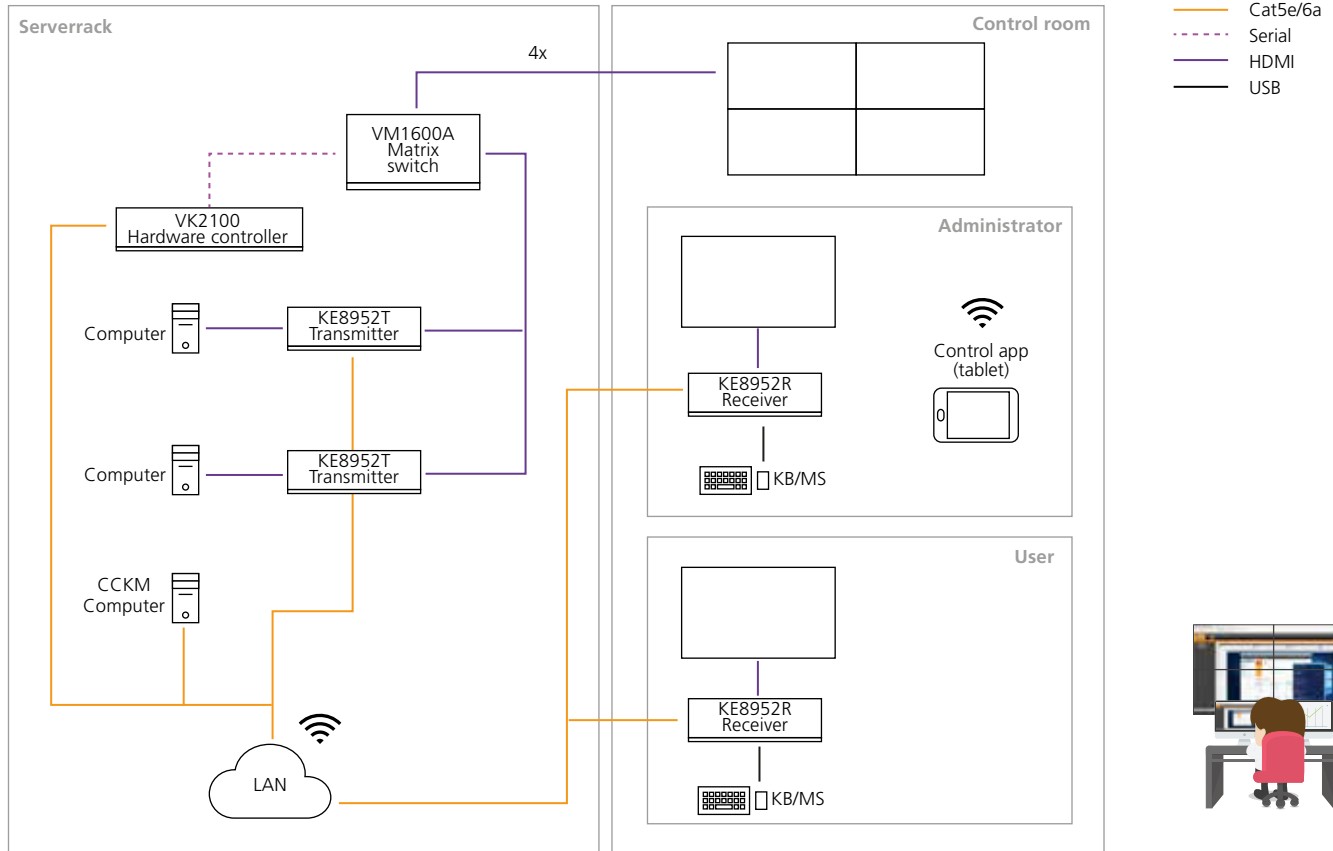 Serverrack
4x
VM1600A
Matrix
switch
VK2100
Hardware controller
Computer
KE8952T
Transmitter
Computer
KE8952T
Transmitter
CCKM
Computer
LAN
Control room
Administrator
KE8952R
Receiver
KB/MS
Control app
(tablet)
User
KE8952R
Receiver
KB/MS
Cat5e/6a
Serial
HDMI
USB